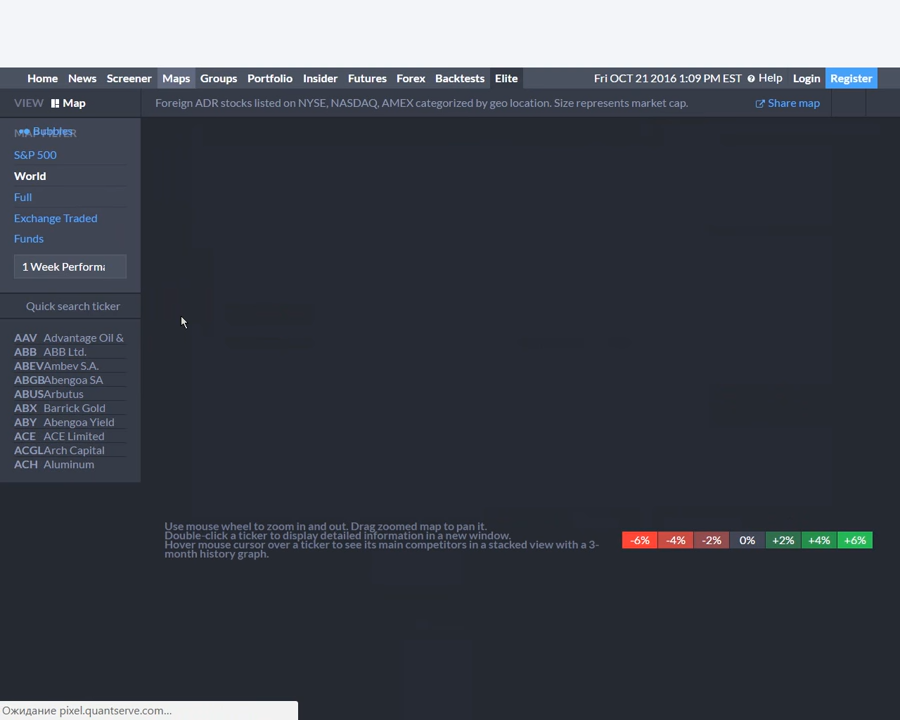 Home News Screener Maps Groups Portfolio Insider Futures Forex Backtests Elite Fri OCT 21 2016 1:09 PM EST Help Login Register
VIEW Map Foreign ADR stocks listed on NYSE, NASDAQ, AMEX categorized by geo location. Size represents market cap. Share map
Bubbles
MAP FILTER
S&P 500
World
Full
Exchange Traded
Funds
1 Week Performa
Quick search ticker
AAV Advantage Oil &
ABB ABB Ltd.
ABEV Ambev S.A.
ABGB Abengoa SA
ABUS Arbutus
ABX Barrick Gold
ABY Abengoa Yield
ACE ACE Limited
ACGL Arch Capital
ACH Aluminum
Use mouse wheel to zoom in and out. Drag zoomed map to pan it.
Double-click a ticker to display detailed information in a new window.
Hover mouse cursor over a ticker to see its main competitors in a stacked view with a 3-
month history graph.
-6% -4% -2% 0% +2% +4% +6%
Ожидание pixel.quantserve.com...